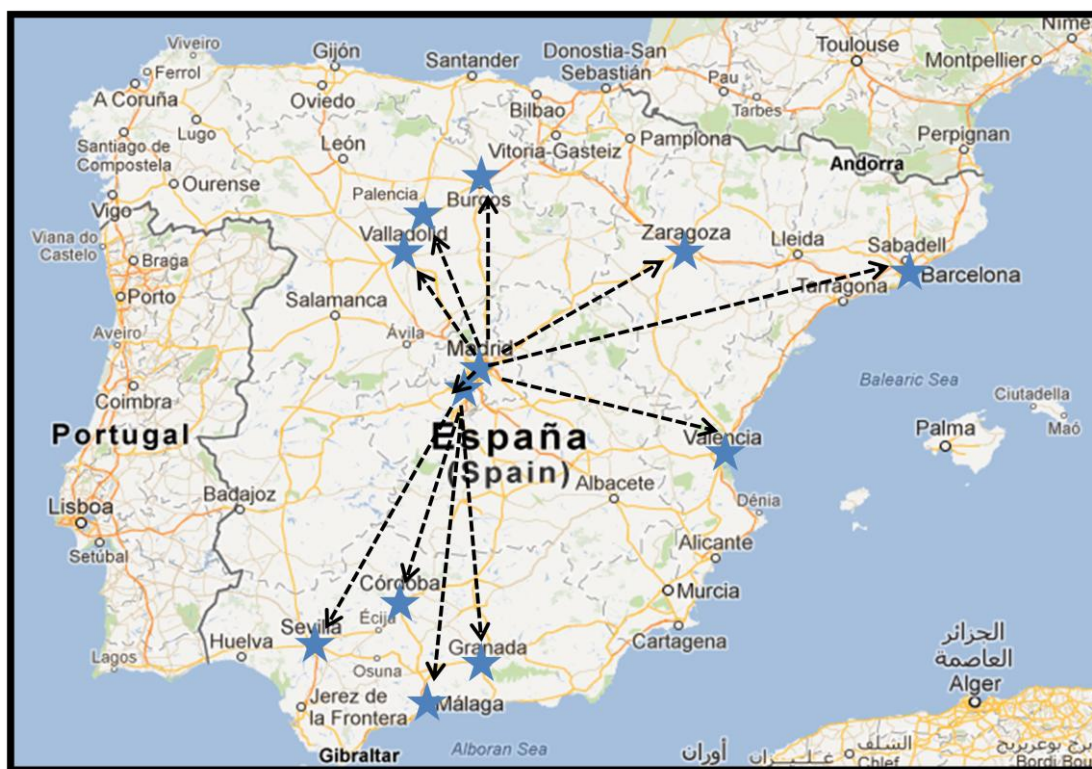 Viveiro
Gijón
Santander
Donostia-San
Sebastián
Toulouse
Montpellier
Ferrol
A Coruña
Oviedo
Bilbao
Pau
Tarbes
Lugo
Santiago de
Compostela
León
Vitoria-Gasteiz
Pamplona
Perpignan
Andorra
Ourense
Palencia
Burgos
Vigo
Viana do
Castelo
Valladolid
Zaragoza
Lleida
Sabadell
Braga
Barcelona
Porto
Salamanca
Tarragona
Aveiro
Ávila
Madrid
Coimbra
Balearic Sea
Ciutadella
Maó
Portugal
España
(Spain)
Valencia
Palma
Lisboa
Badajoz
Albacete
Dénia
Setúbal
Alicante
Córdoba
Murcia
Écija
Sevilla
Huelva
Cartagena
Granada
Lagos
Osuna
الجزائر
العاصمة
Alger
Jerez de
la Frontera
Málaga
Gibraltar
Alboran Sea
أوران
غليزان
الشلف
Chlef
برج بوعريريج